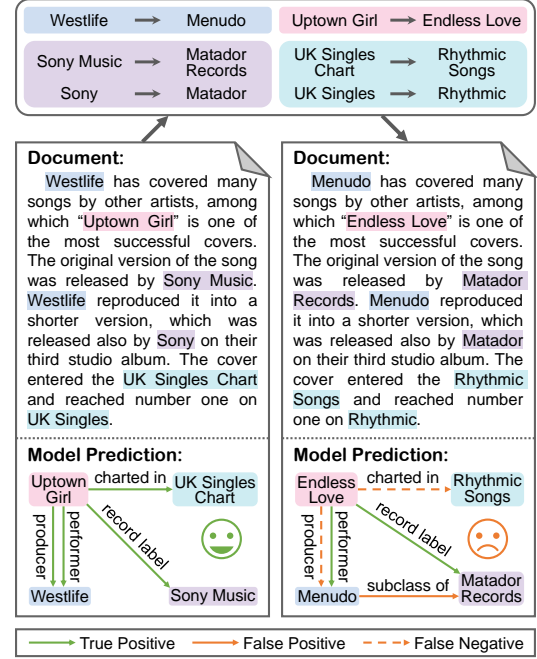 Westlife Menudo Uptown Girl Endless Love
Sony Music Matador Records UK Singles Chart Rhythmic Songs
Sony Matador UK Singles Rhythmic
Document:
Westlife has covered many
songs by other artists, among
which “Uptown Girl” is one of
the most successful covers.
The original version of the song
was released by Sony Music.
Westlife reproduced it into a
shorter version, which was
released also by Sony on their
third studio album. The cover
entered the UK Singles Chart
and reached number one on
UK Singles.
Model Prediction:
Uptown Girl
charted in
UK Singles Chart
producer
performer
record label
Westlife
Sony Music
Document:
Menudo has covered many
songs by other artists, among
which “Endless Love” is one of
the most successful covers.
The original version of the song
was released by Matador
Records. Menudo reproduced
it into a shorter version, which
was released also by Matador
on their third studio album. The
cover entered the Rhythmic
Songs and reached number
one on Rhythmic.
Model Prediction:
Endless Love
charted in
Rhythmic Songs
producer
performer
record label
Menudo
subclass of
Matador Records
True Positive False Positive False Negative